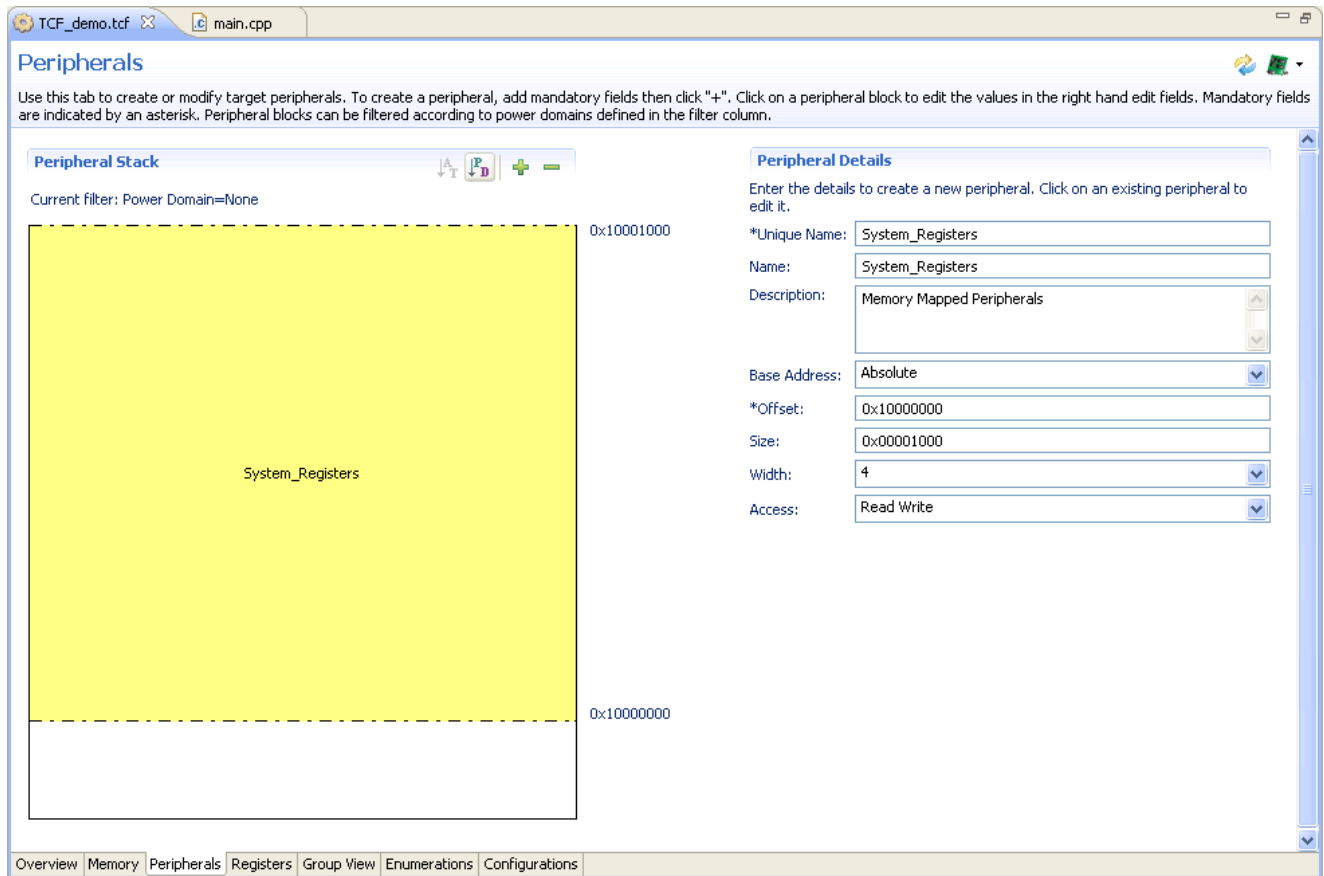 TCF_demo.tcf
.c main.cpp
Peripherals
Use this tab to create or modify target peripherals. To create a peripheral, add mandatory fields then click "+". Click on a peripheral block to edit the values in the right hand edit fields. Mandatory fields
are indicated by an asterisk. Peripheral blocks can be filtered according to power domains defined in the filter column.
Peripheral Stack
A T
P D
Current filter: Power Domain=None
0x10001000
System_Registers
0x10000000
Peripheral Details
Enter the details to create a new peripheral. Click on an existing peripheral to
edit it.
*Unique Name: System_Registers
Name: System_Registers
Description: Memory Mapped Peripherals
Base Address: Absolute
*Offset: 0x10000000
Size: 0x00001000
Width: 4
Access: Read Write
Overview Memory Peripherals Registers Group View Enumerations Configurations